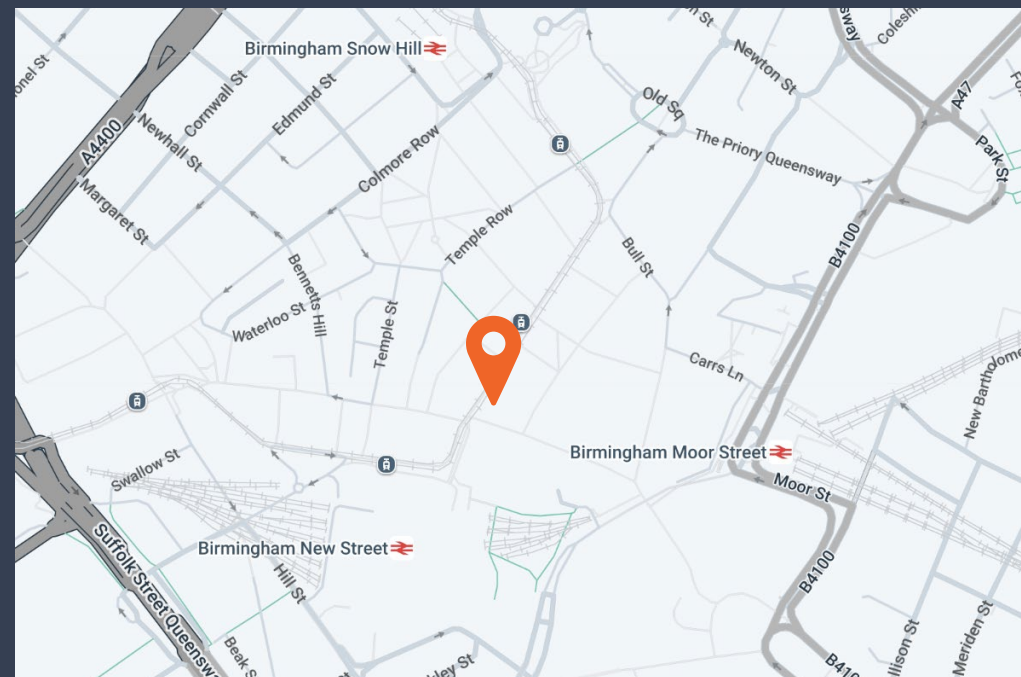 Birmingham Snow Hill
Cornwall St
Edmund St
Newton St
A47
Old Sq
A4400
Newhall St
Colmore Row
The Priory Queensway
Park St
Margaret St
Temple Row
Bull St
B4100
Bennetts Hill
Waterloo St
Temple St
Carrs Ln
Swallow St
Birmingham Moor Street
Moor St
Birmingham New Street
Suffolk Street
Hill St
B4100
Meriden St